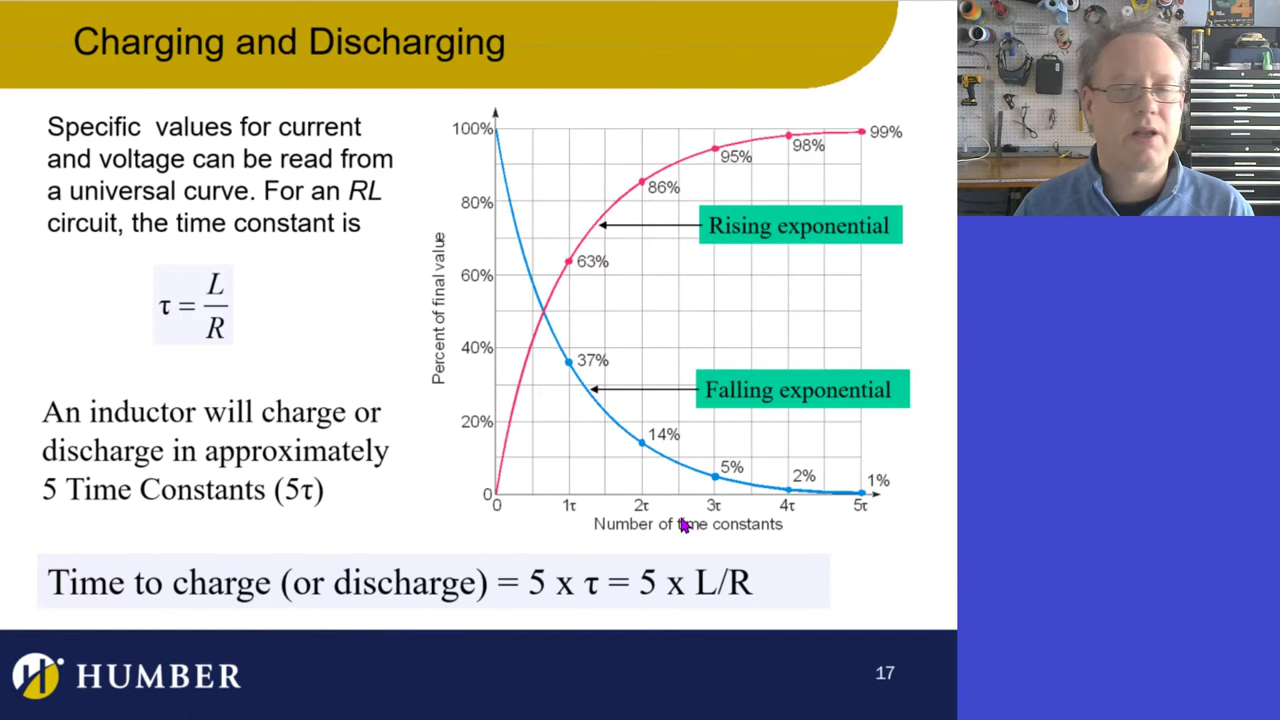 Charging and Discharging
Specific values for current
and voltage can be read from
a universal curve. For an RL
circuit, the time constant is
τ = L/R
An inductor will charge or
discharge in approximately
5 Time Constants (5τ)
Percent of final value
100%
80%
60%
40%
20%
0
0
1τ
2τ
3τ
4τ
5τ
Number of time constants
63%
86%
95%
98%
99%
Rising exponential
37%
14%
5%
2%
1%
Falling exponential
Time to charge (or discharge) = 5 x τ = 5 x L/R
HUMBER
17